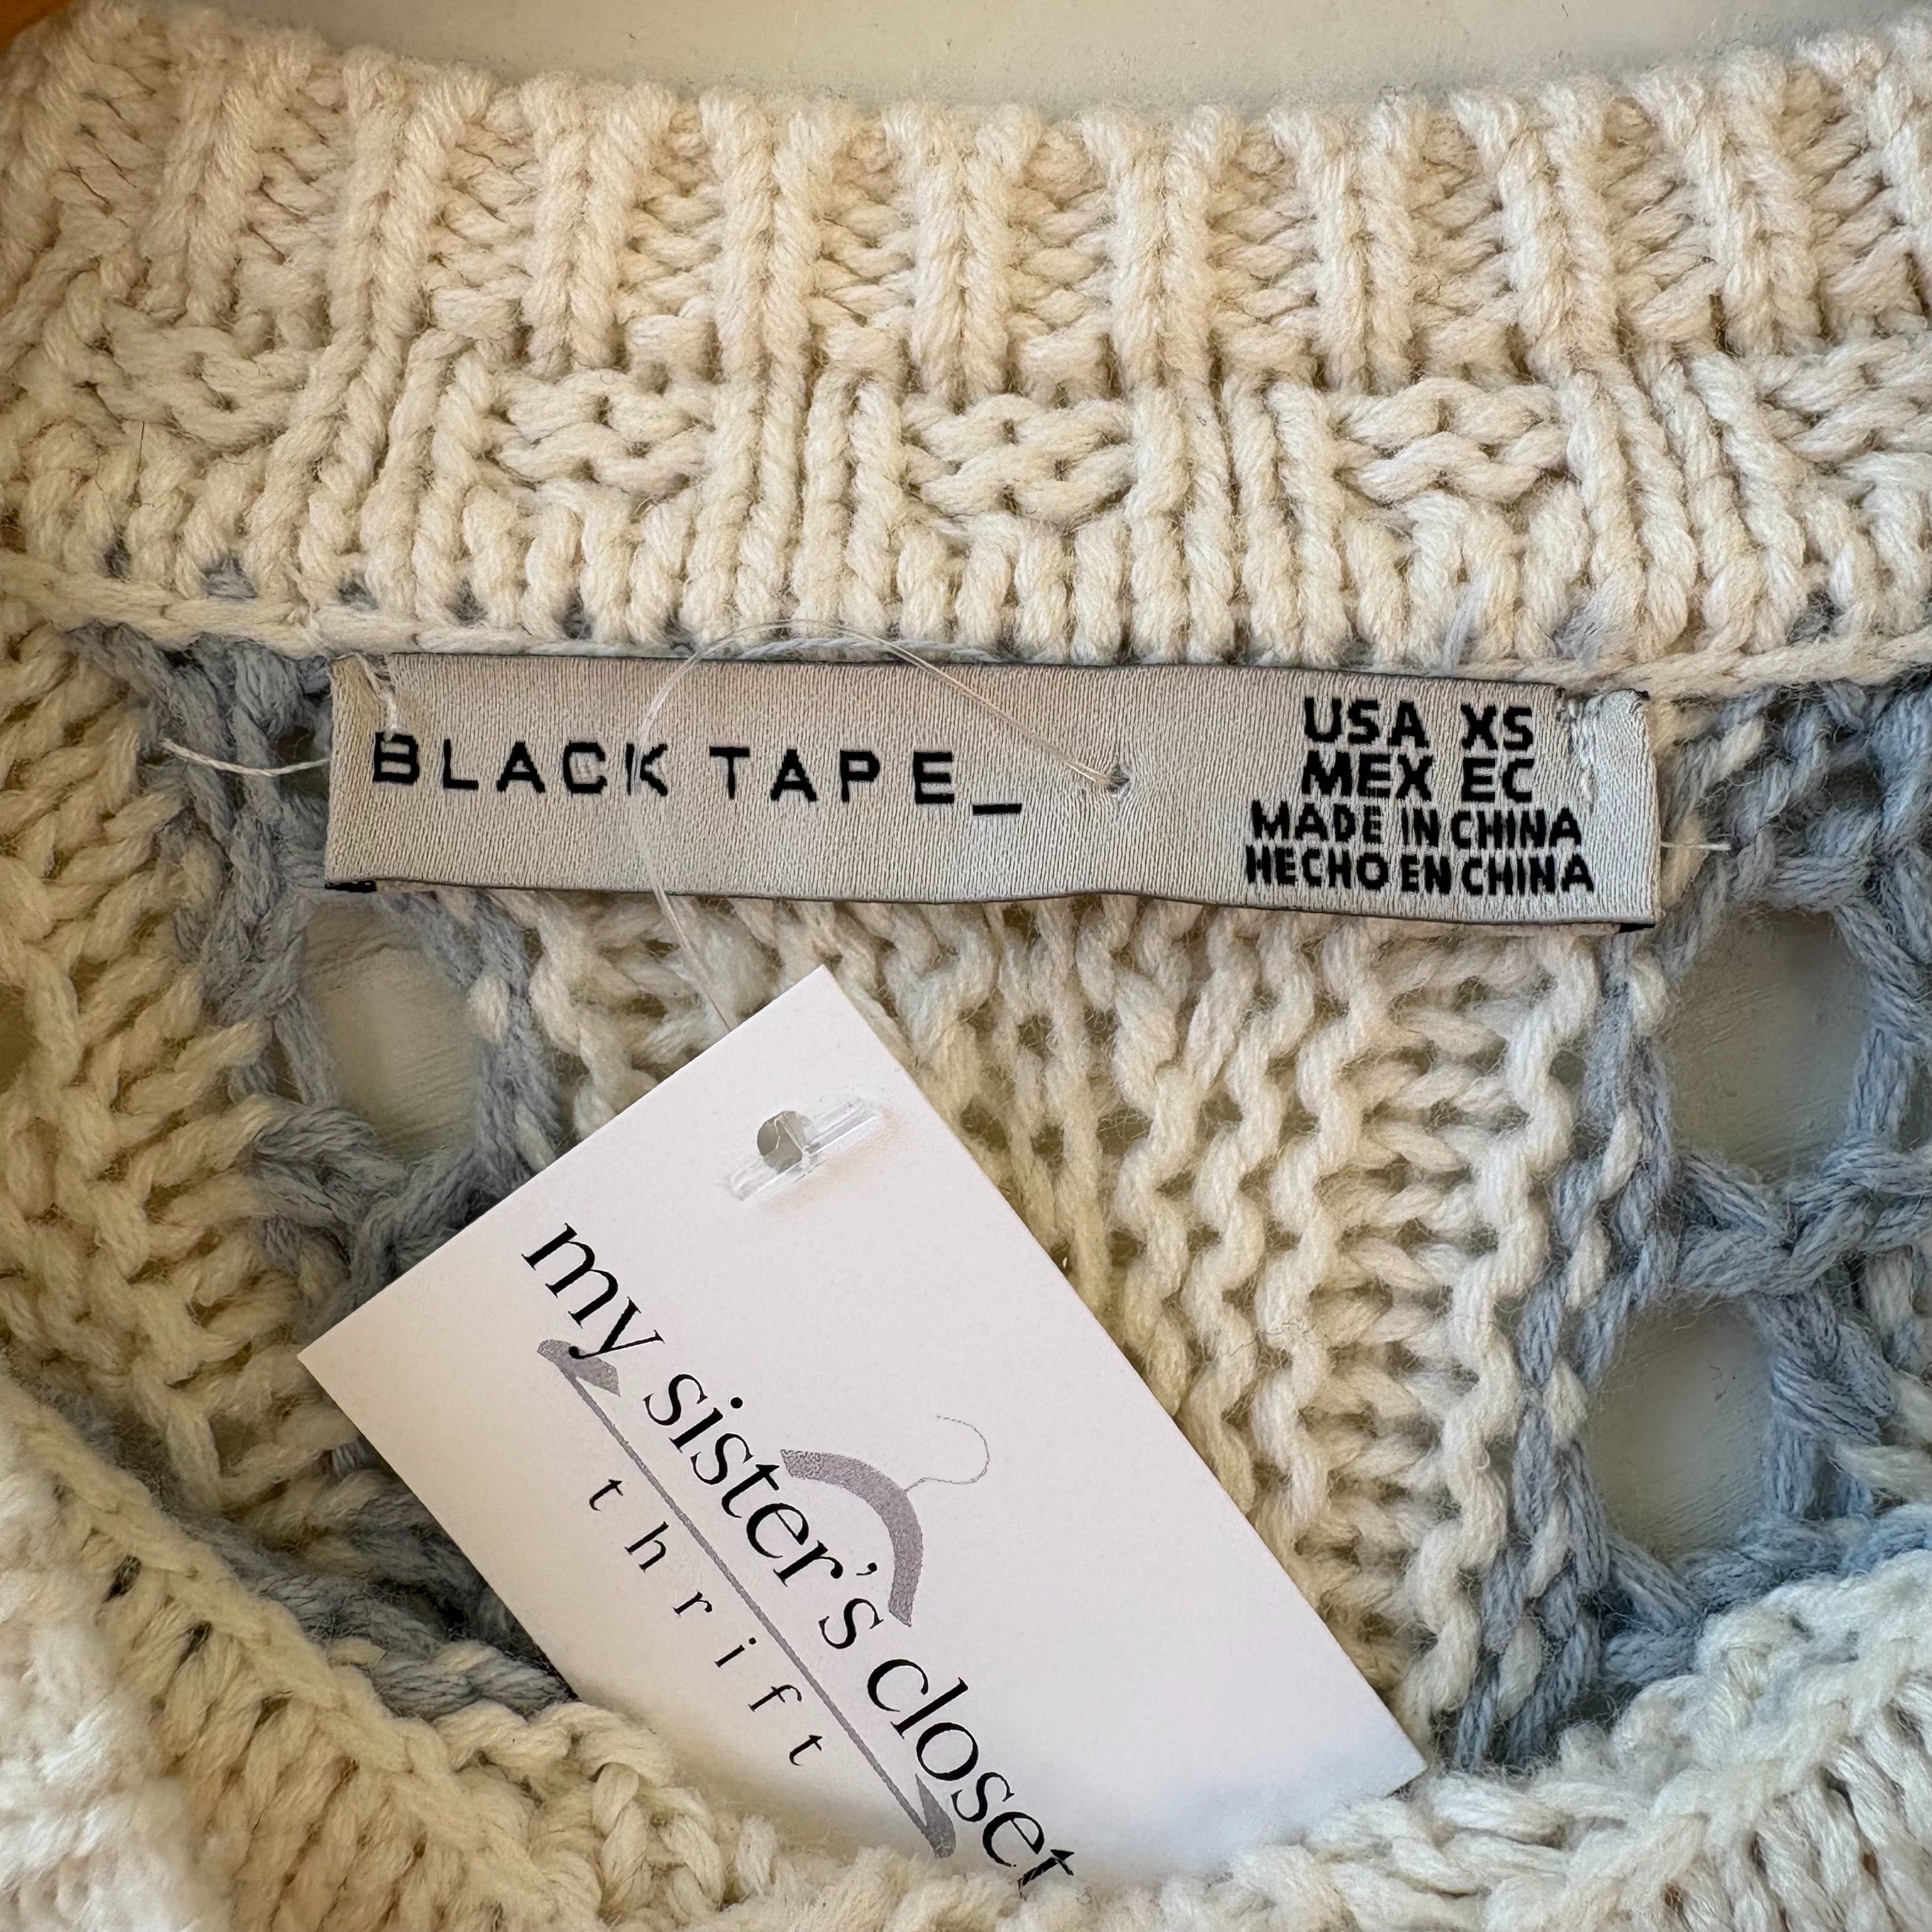 BLACK TAPE_
USA XS
MEX EC
MADE IN CHINA
HECHO EN CHINA
my sister's closet
thrift